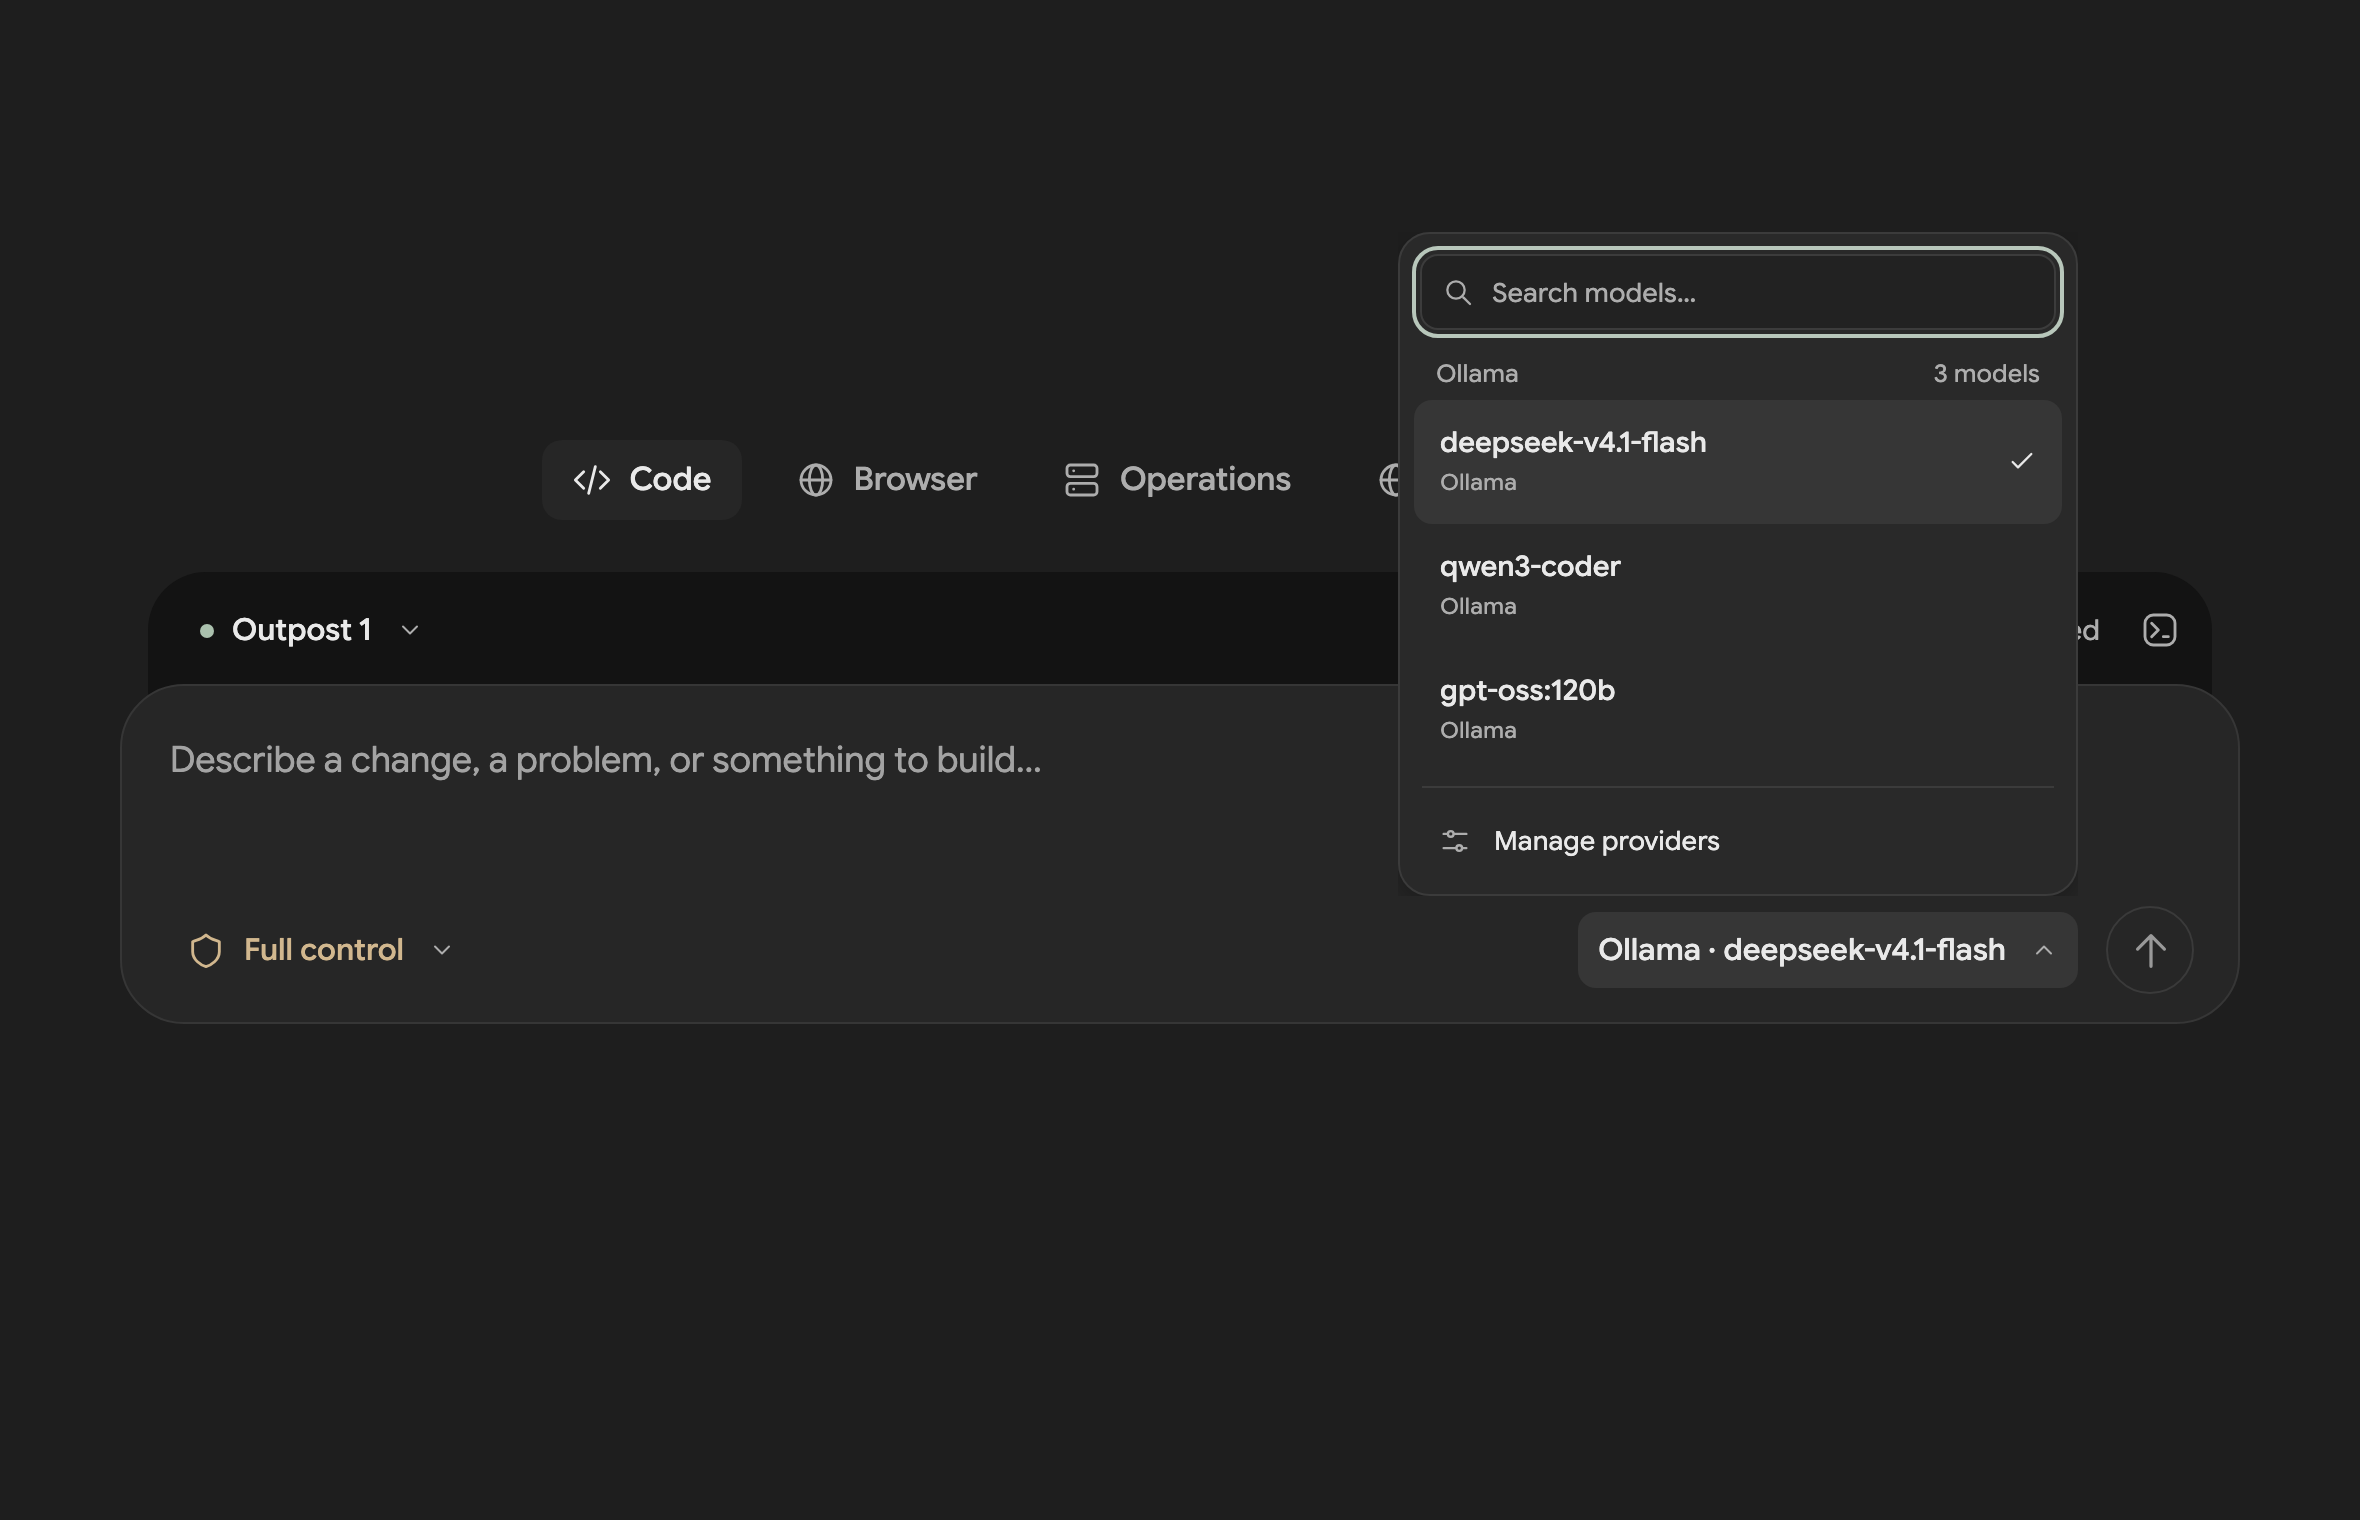 Search models...
Ollama 3 models
deepseek-v4.1-flash
Ollama
Code Browser Operations
qwen3-coder
Ollama
Outpost 1
gpt-oss:120b
Ollama
Describe a change, a problem, or something to build...
Manage providers
Full control
Ollama · deepseek-v4.1-flash